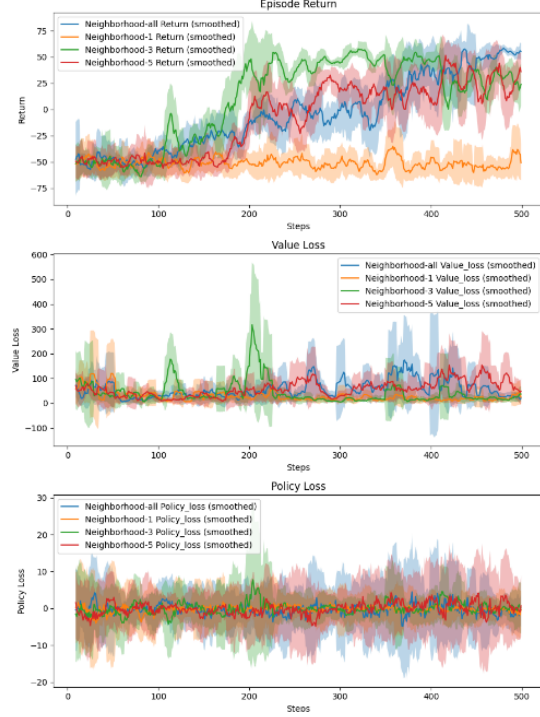 Episode Return
Neighborhood-all Return (smoothed)
Neighborhood-1 Return (smoothed)
Neighborhood-3 Return (smoothed)
Neighborhood-5 Return (smoothed)
75
50
25
0
−25
−50
−75
Return
0
100
200
300
400
500
Steps
Value Loss
Neighborhood-all Value_loss (smoothed)
Neighborhood-1 Value_loss (smoothed)
Neighborhood-3 Value_loss (smoothed)
Neighborhood-5 Value_loss (smoothed)
600
500
400
300
200
100
0
−100
Value Loss
0
100
200
300
400
500
Steps
Policy Loss
Neighborhood-all Policy_loss (smoothed)
Neighborhood-1 Policy_loss (smoothed)
Neighborhood-3 Policy_loss (smoothed)
Neighborhood-5 Policy_loss (smoothed)
30
20
10
0
−10
−20
Policy Loss
0
100
200
300
400
500
Steps